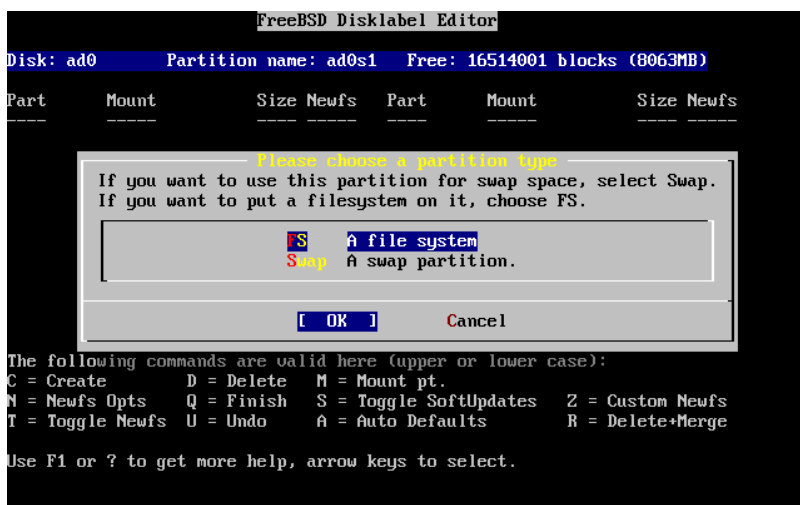 FreeBSD Disklabel Editor
Disk: ad0 Partition name: ad0s1 Free: 16514001 blocks (8063MB)
Part Mount Size Newfs Part Mount Size Newfs
---- ----- ---- ----- ---- ----- ---- -----
Please choose a partition type
If you want to use this partition for swap space, select Swap.
If you want to put a filesystem on it, choose FS.
FS A file system
Swap A swap partition.
[ OK ] Cancel
The following commands are valid here (upper or lower case):
C = Create D = Delete M = Mount pt.
N = Newfs Opts Q = Finish S = Toggle SoftUpdates Z = Custom Newfs
T = Toggle Newfs U = Undo A = Auto Defaults R = Delete+Merge
Use F1 or ? to get more help, arrow keys to select.